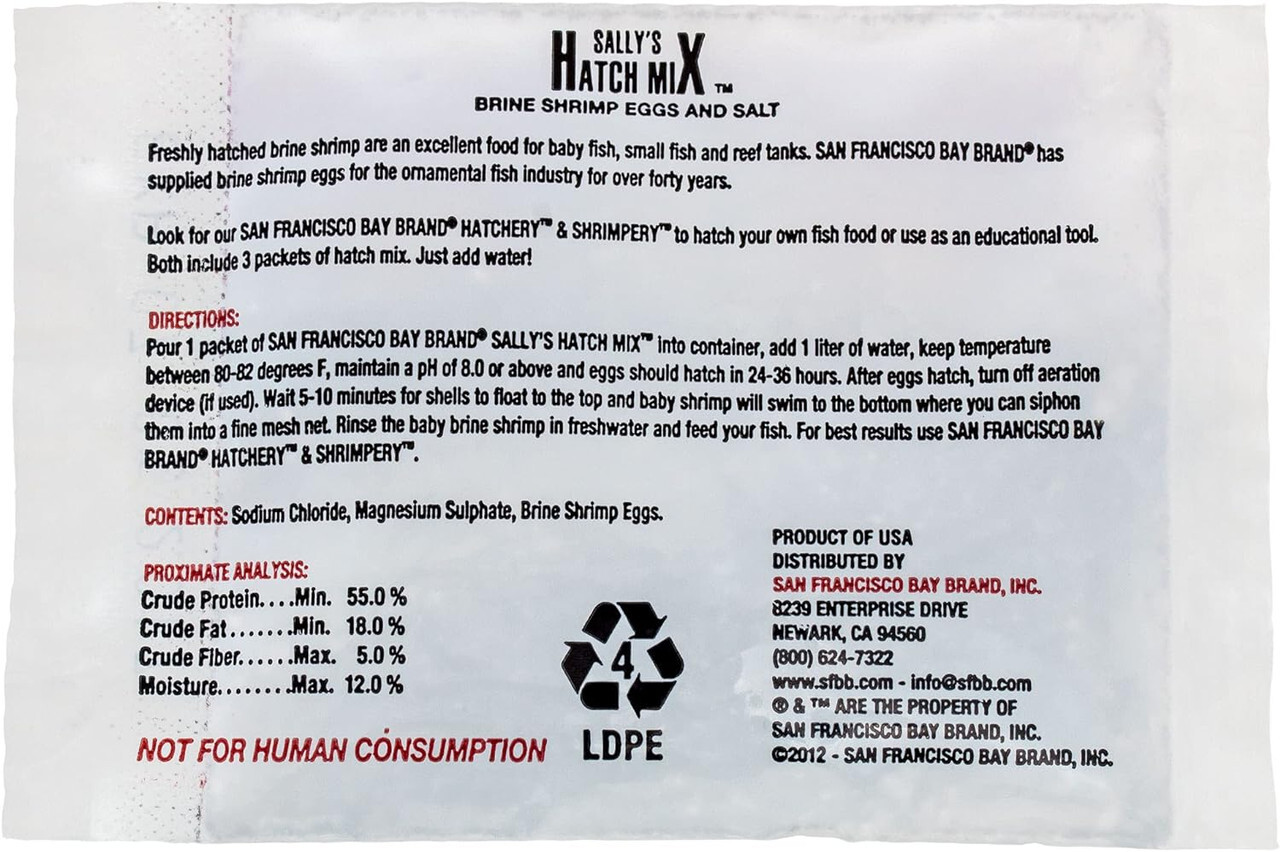 SALLY'S
HATCH MIX ™
BRINE SHRIMP EGGS AND SALT
Freshly hatched brine shrimp are an excellent food for baby fish, small fish and reef tanks. SAN FRANCISCO BAY BRAND® has
supplied brine shrimp eggs for the ornamental fish industry for over forty years.
Look for our SAN FRANCISCO BAY BRAND® HATCHERY™ & SHRIMPERY™ to hatch your own fish food or use as an educational tool.
Both include 3 packets of hatch mix. Just add water!
DIRECTIONS:
Pour 1 packet of SAN FRANCISCO BAY BRAND® SALLY'S HATCH MIX™ into container, add 1 liter of water, keep temperature
between 80-82 degrees F, maintain a pH of 8.0 or above and eggs should hatch in 24-36 hours. After eggs hatch, turn off aeration
device (if used). Wait 5-10 minutes for shells to float to the top and baby shrimp will swim to the bottom where you can siphon
them into a fine mesh net. Rinse the baby brine shrimp in freshwater and feed your fish. For best results use SAN FRANCISCO BAY
BRAND® HATCHERY™ & SHRIMPERY™.
CONTENTS: Sodium Chloride, Magnesium Sulphate, Brine Shrimp Eggs.
PROXIMATE ANALYSIS:
Crude Protein....Min. 55.0 %
Crude Fat.......Min. 18.0 %
Crude Fiber......Max. 5.0 %
Moisture........Max. 12.0 %
NOT FOR HUMAN CONSUMPTION
4
LDPE
PRODUCT OF USA
DISTRIBUTED BY
SAN FRANCISCO BAY BRAND, INC.
8239 ENTERPRISE DRIVE
NEWARK, CA 94560
(800) 624-7322
www.sfbb.com - info@sfbb.com
® & ™ ARE THE PROPERTY OF
SAN FRANCISCO BAY BRAND, INC.
©2012 - SAN FRANCISCO BAY BRAND, INC.